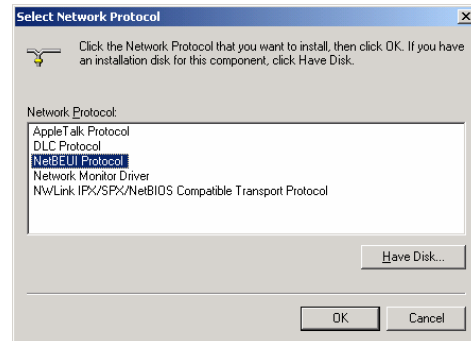 Select Network Protocol
Click the Network Protocol that you want to install, then click OK. If you have
an installation disk for this component, click Have Disk.
Network Protocol:
AppleTalk Protocol
DLC Protocol
NetBEUI Protocol
Network Monitor Driver
NWLink IPX/SPX/NetBIOS Compatible Transport Protocol
Have Disk...
OK
Cancel